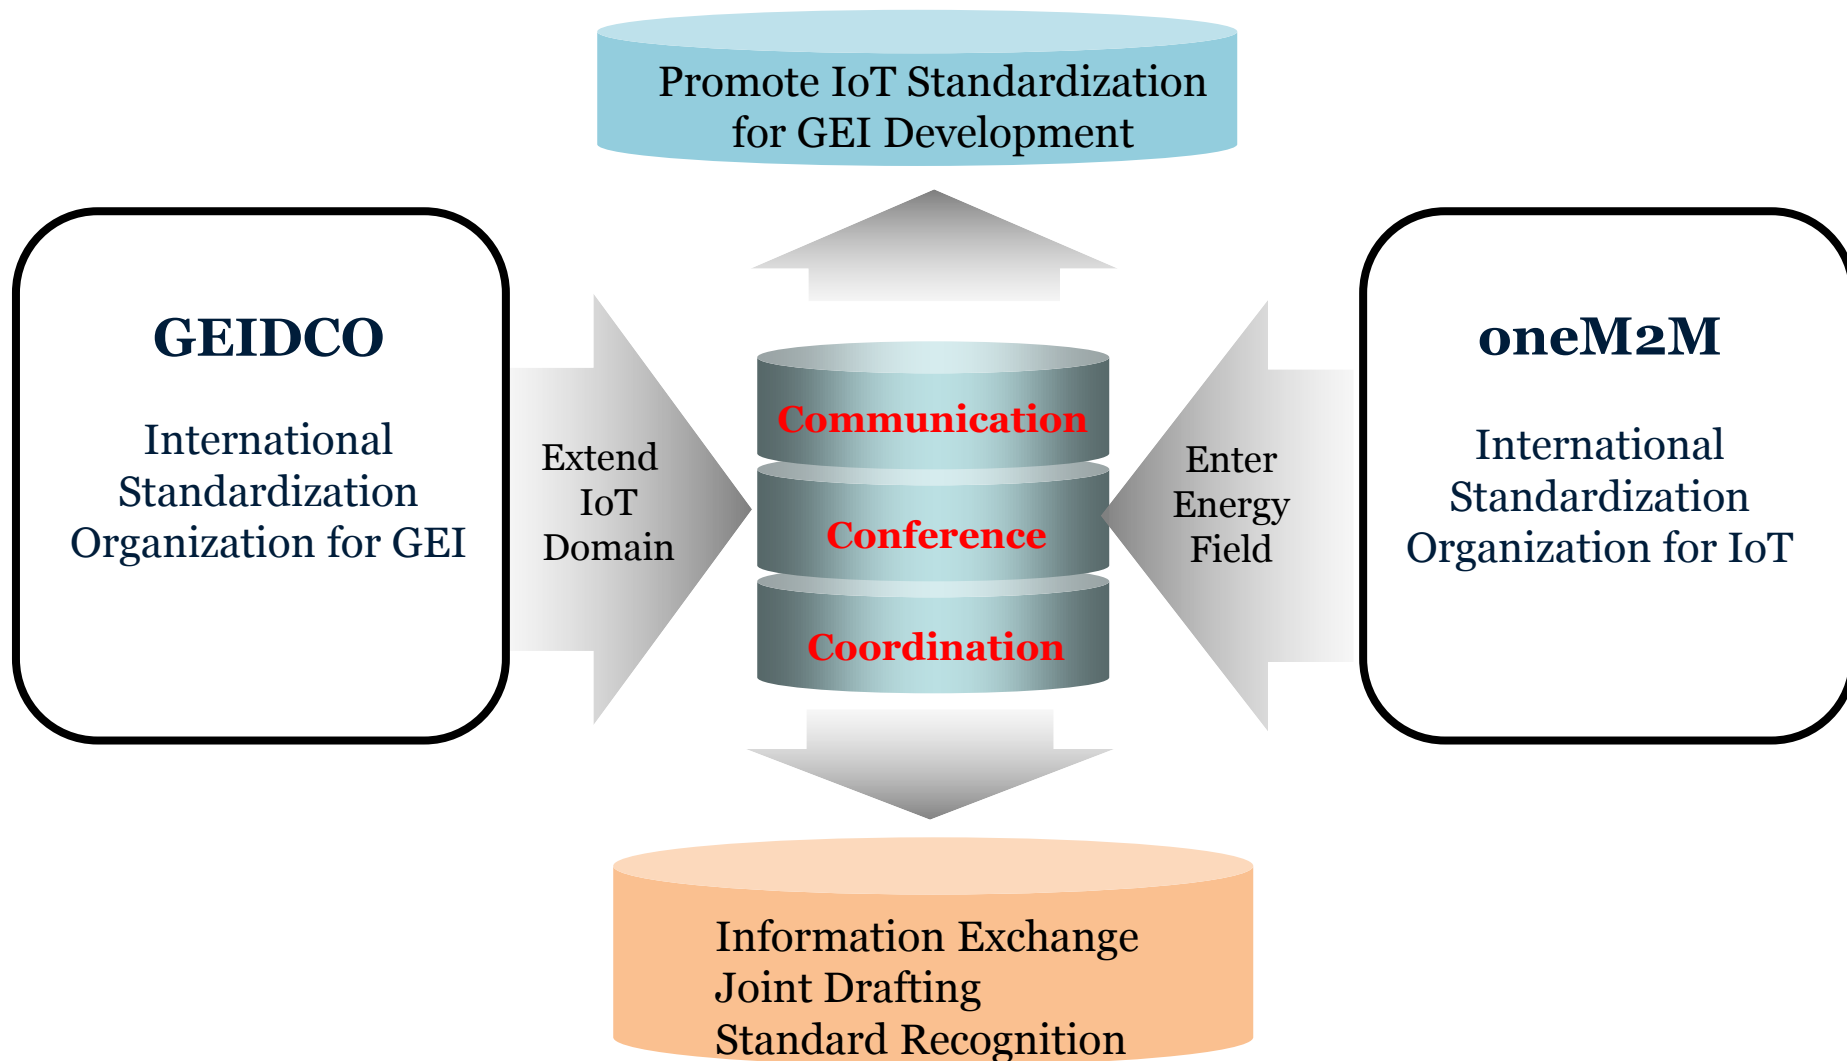 Promote IoT Standardization
for GEI Development
GEIDCO
International
Standardization
Organization for GEI
Extend
IoT
Domain
Communication
Conference
Coordination
Enter
Energy
Field
oneM2M
International
Standardization
Organization for IoT
Information Exchange
Joint Drafting
Standard Recognition